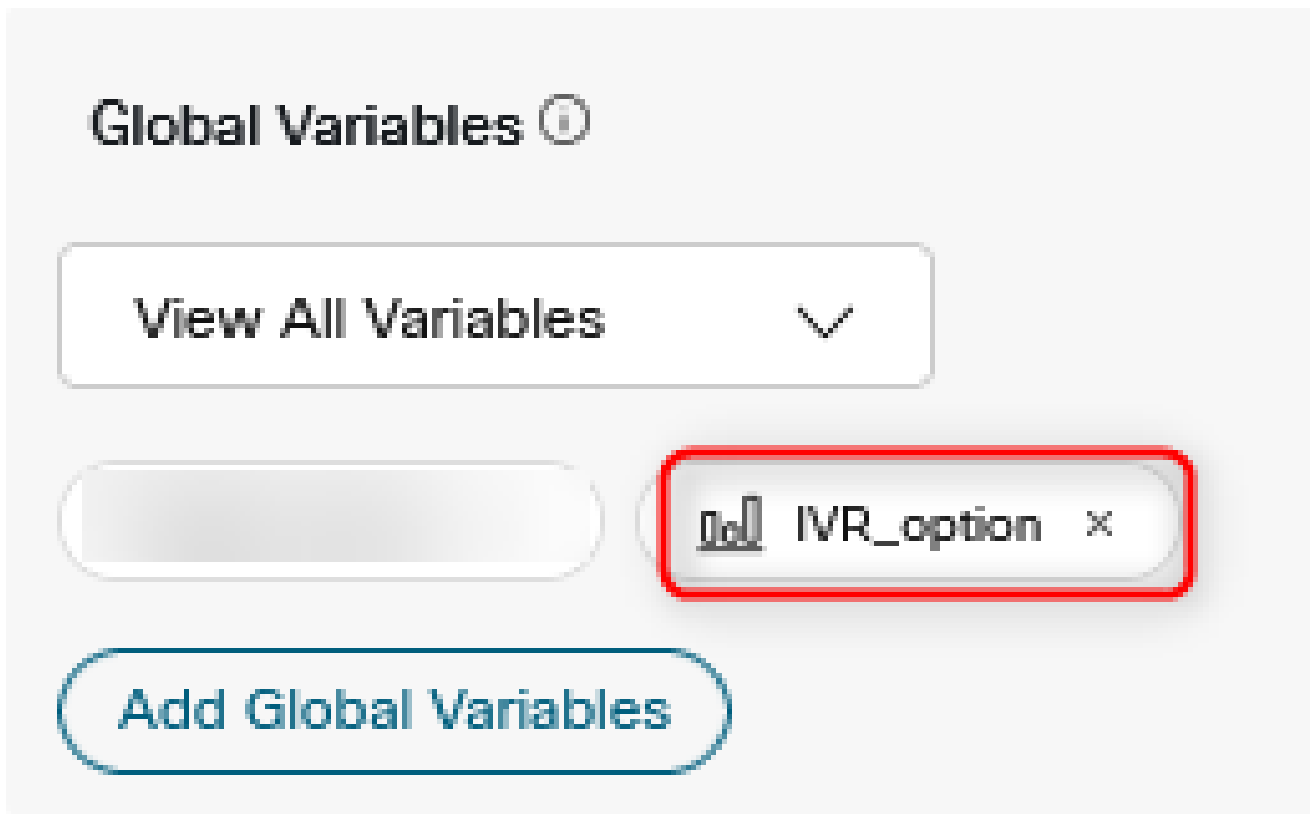 Global Variables
View All Variables
IVR_option ×
Add Global Variables